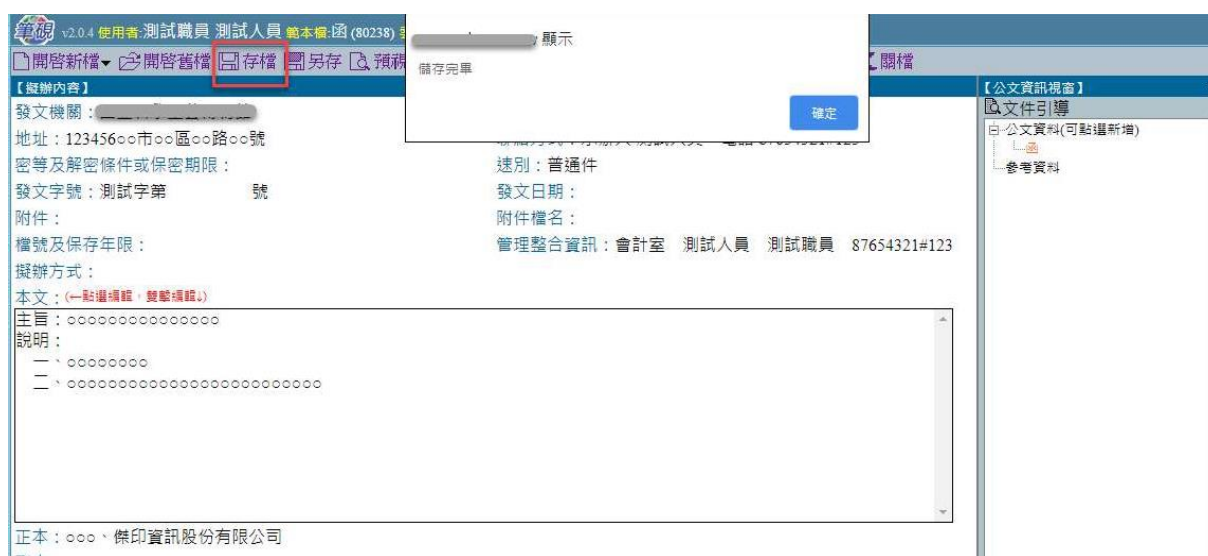 筆硯 v2.0.4 使用者:測試職員 測試人員 範本檔:函 (80238)
顯示
儲存完畢
確定
開啓新檔 開啓舊檔 存檔 另存 預視 關檔
【擬辦內容】
發文機關：
地址：123456○○市○○區○○路○○號
密等及解密條件或保密期限：
速別：普通件
發文字號：測試字第 號
發文日期：
附件：
附件檔名：
檔號及保存年限：
管理整合資訊：會計室 測試人員 測試職員 87654321#123
擬辦方式：
本文：(←點選編輯，雙擊編輯↓)
主旨：○○○○○○○○○○○○○○○
說明：
一、○○○○○○○○
二、○○○○○○○○○○○○○○○○○○○○○○○○○
正本：○○○、傑印資訊股份有限公司
【公文資訊視窗】
文件引導
公文資料(可點選新增)
函
參考資料